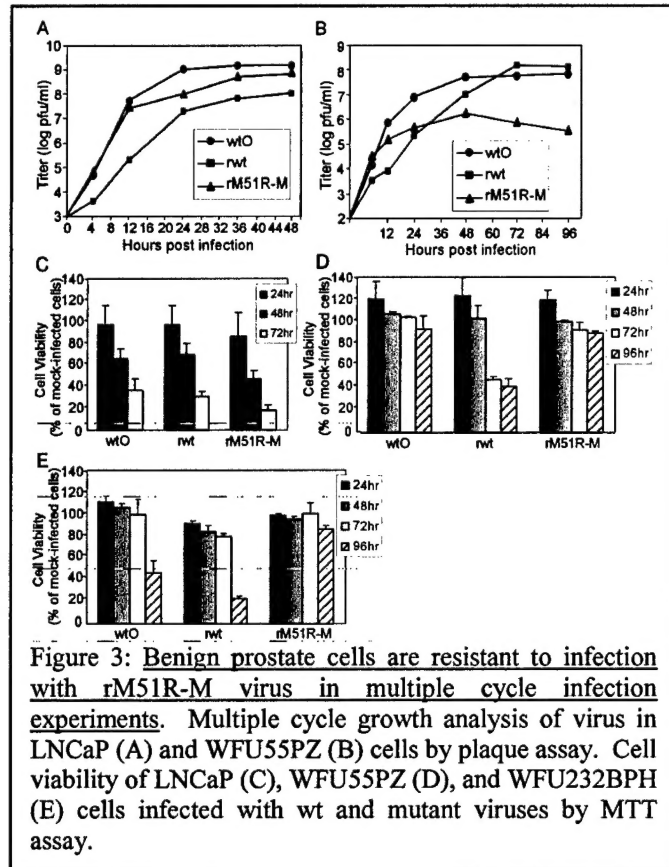 A
B
10
9
8
7
6
5
4
3
Titer (log pfu/ml)
wtO
rwt
rM51R-M
0 4 8 12 16 20 24 28 32 36 40 44 48
Hours post infection
9
8
7
6
5
4
3
2
Titer (log pfu/ml)
wtO
rwt
rM51R-M
12 24 36 48 60 72 84 96
Hours post infection
C
140
120
100
80
60
40
20
0
Cell Viability
(% of mock-infected cells)
24hr
48hr
72hr
wtO rwt rM51R-M
D
140
120
100
80
60
40
20
0
Cell Viability
(% of mock-infected cells)
24hr
48hr
72hr
96hr
wtO rwt rM51R-M
E
140
120
100
80
60
40
20
0
Cell Viability
(% of mock-infected cells)
24hr
48hr
72hr
96hr
wtO rwt rM51R-M
Figure 3: Benign prostate cells are resistant to infection
with rM51R-M virus in multiple cycle infection
experiments. Multiple cycle growth analysis of virus in
LNCaP (A) and WFU55PZ (B) cells by plaque assay. Cell
viability of LNCaP (C), WFU55PZ (D), and WFU232BPH
(E) cells infected with wt and mutant viruses by MTT
assay.